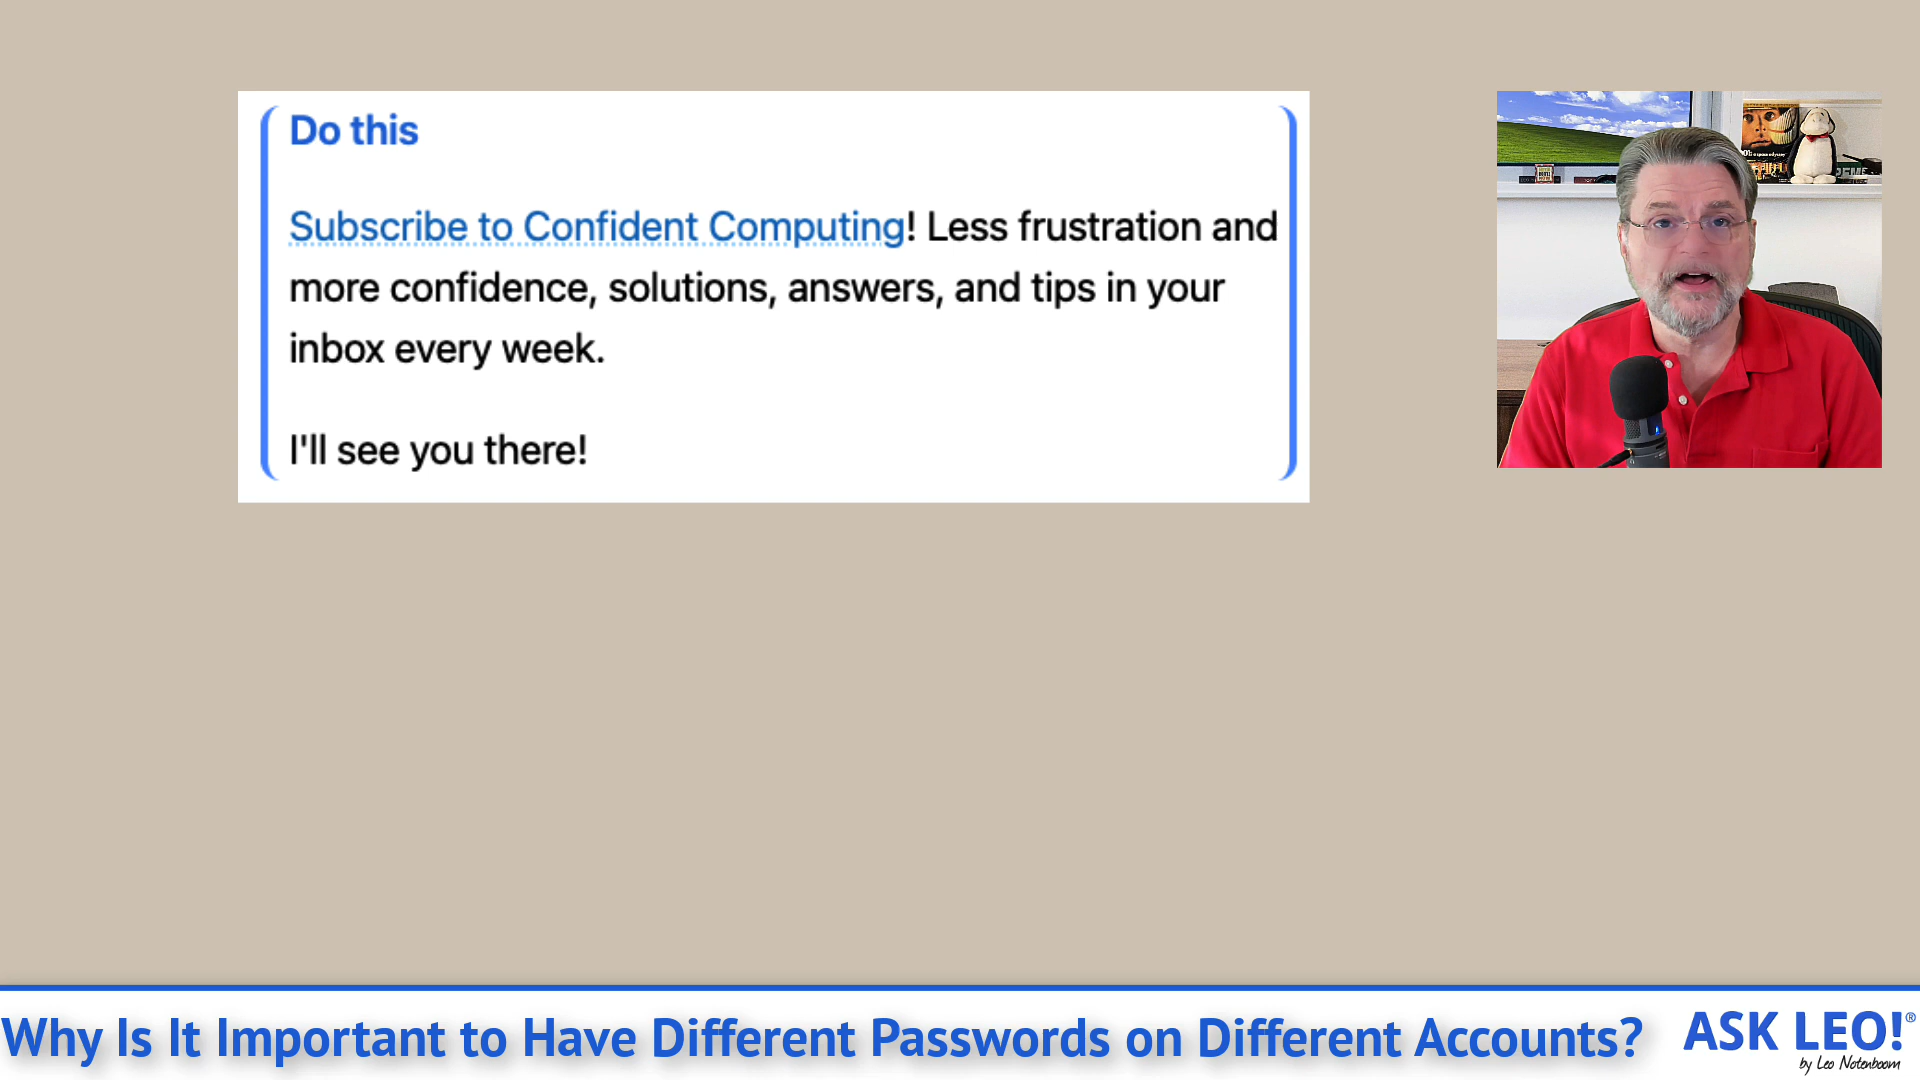 Do this
Subscribe to Confident Computing! Less frustration and
more confidence, solutions, answers, and tips in your
inbox every week.
I'll see you there!
Why Is It Important to Have Different Passwords on Different Accounts?
ASK LEO!®
by Leo Notenboom